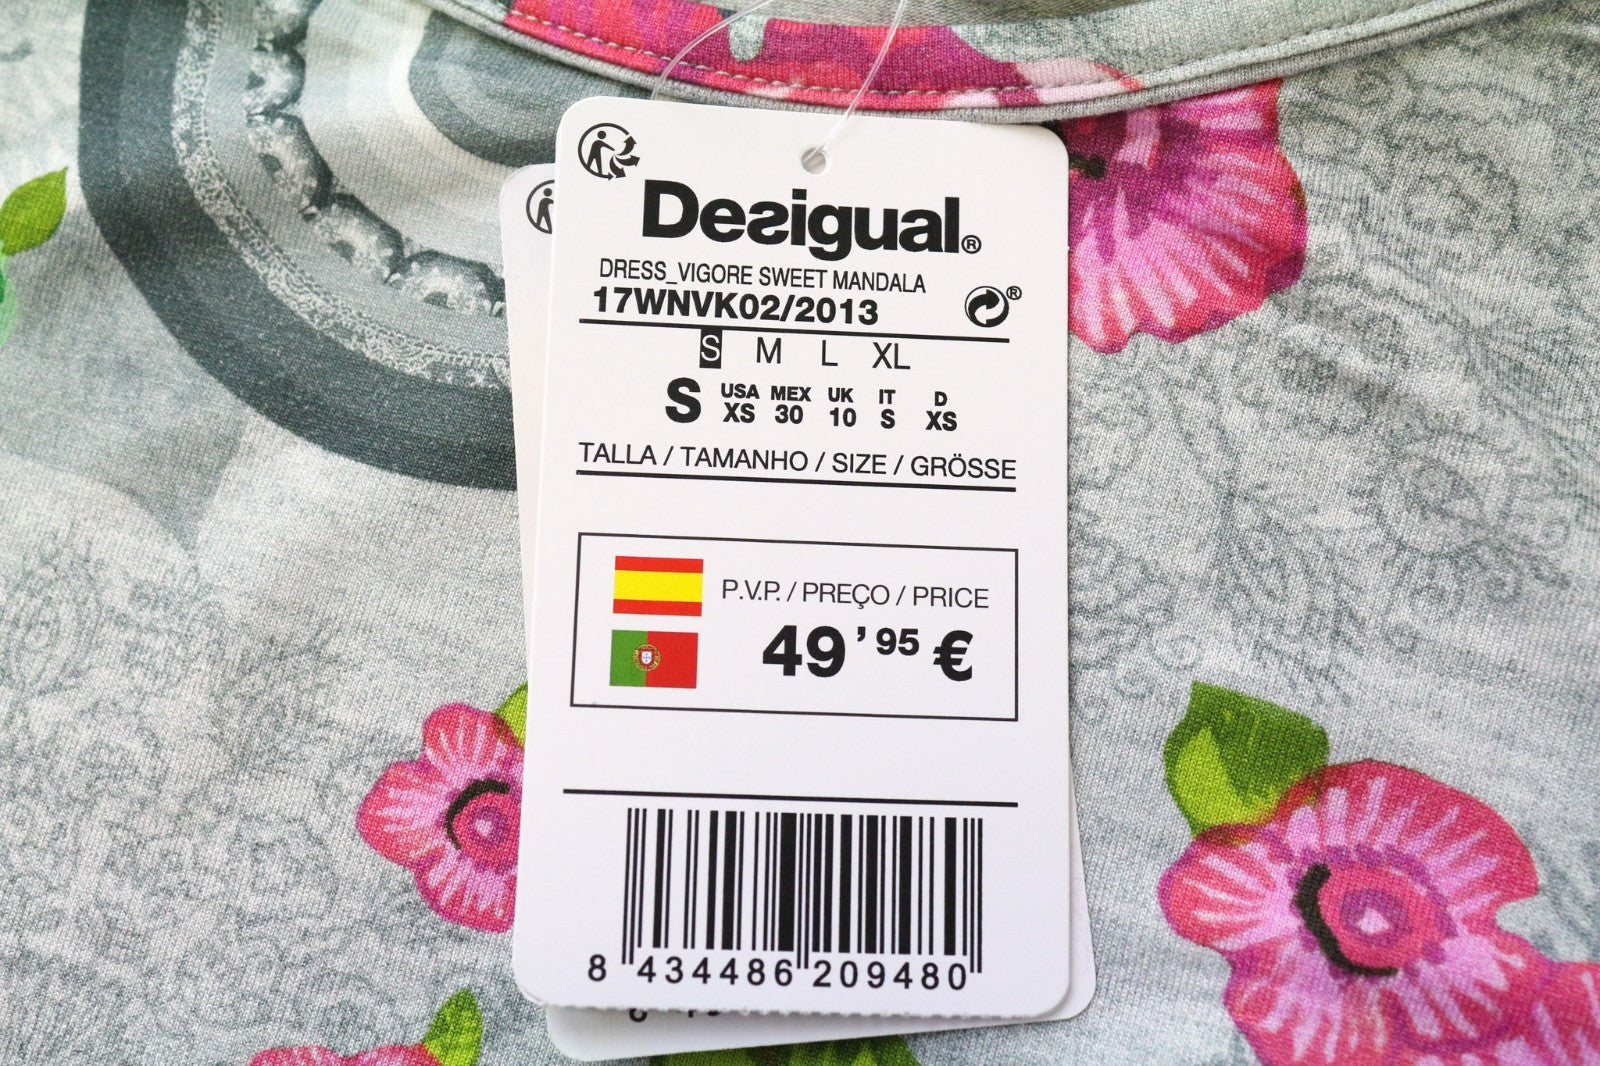 Desigual®
DRESS_VIGORE SWEET MANDALA
17WNVK02/2013 ®
S M L XL
S USA MEX UK IT D
XS 30 10 S XS
TALLA / TAMANHO / SIZE / GRÖSSE
P.V.P. / PREÇO / PRICE
49'95 €
8 434486 209480